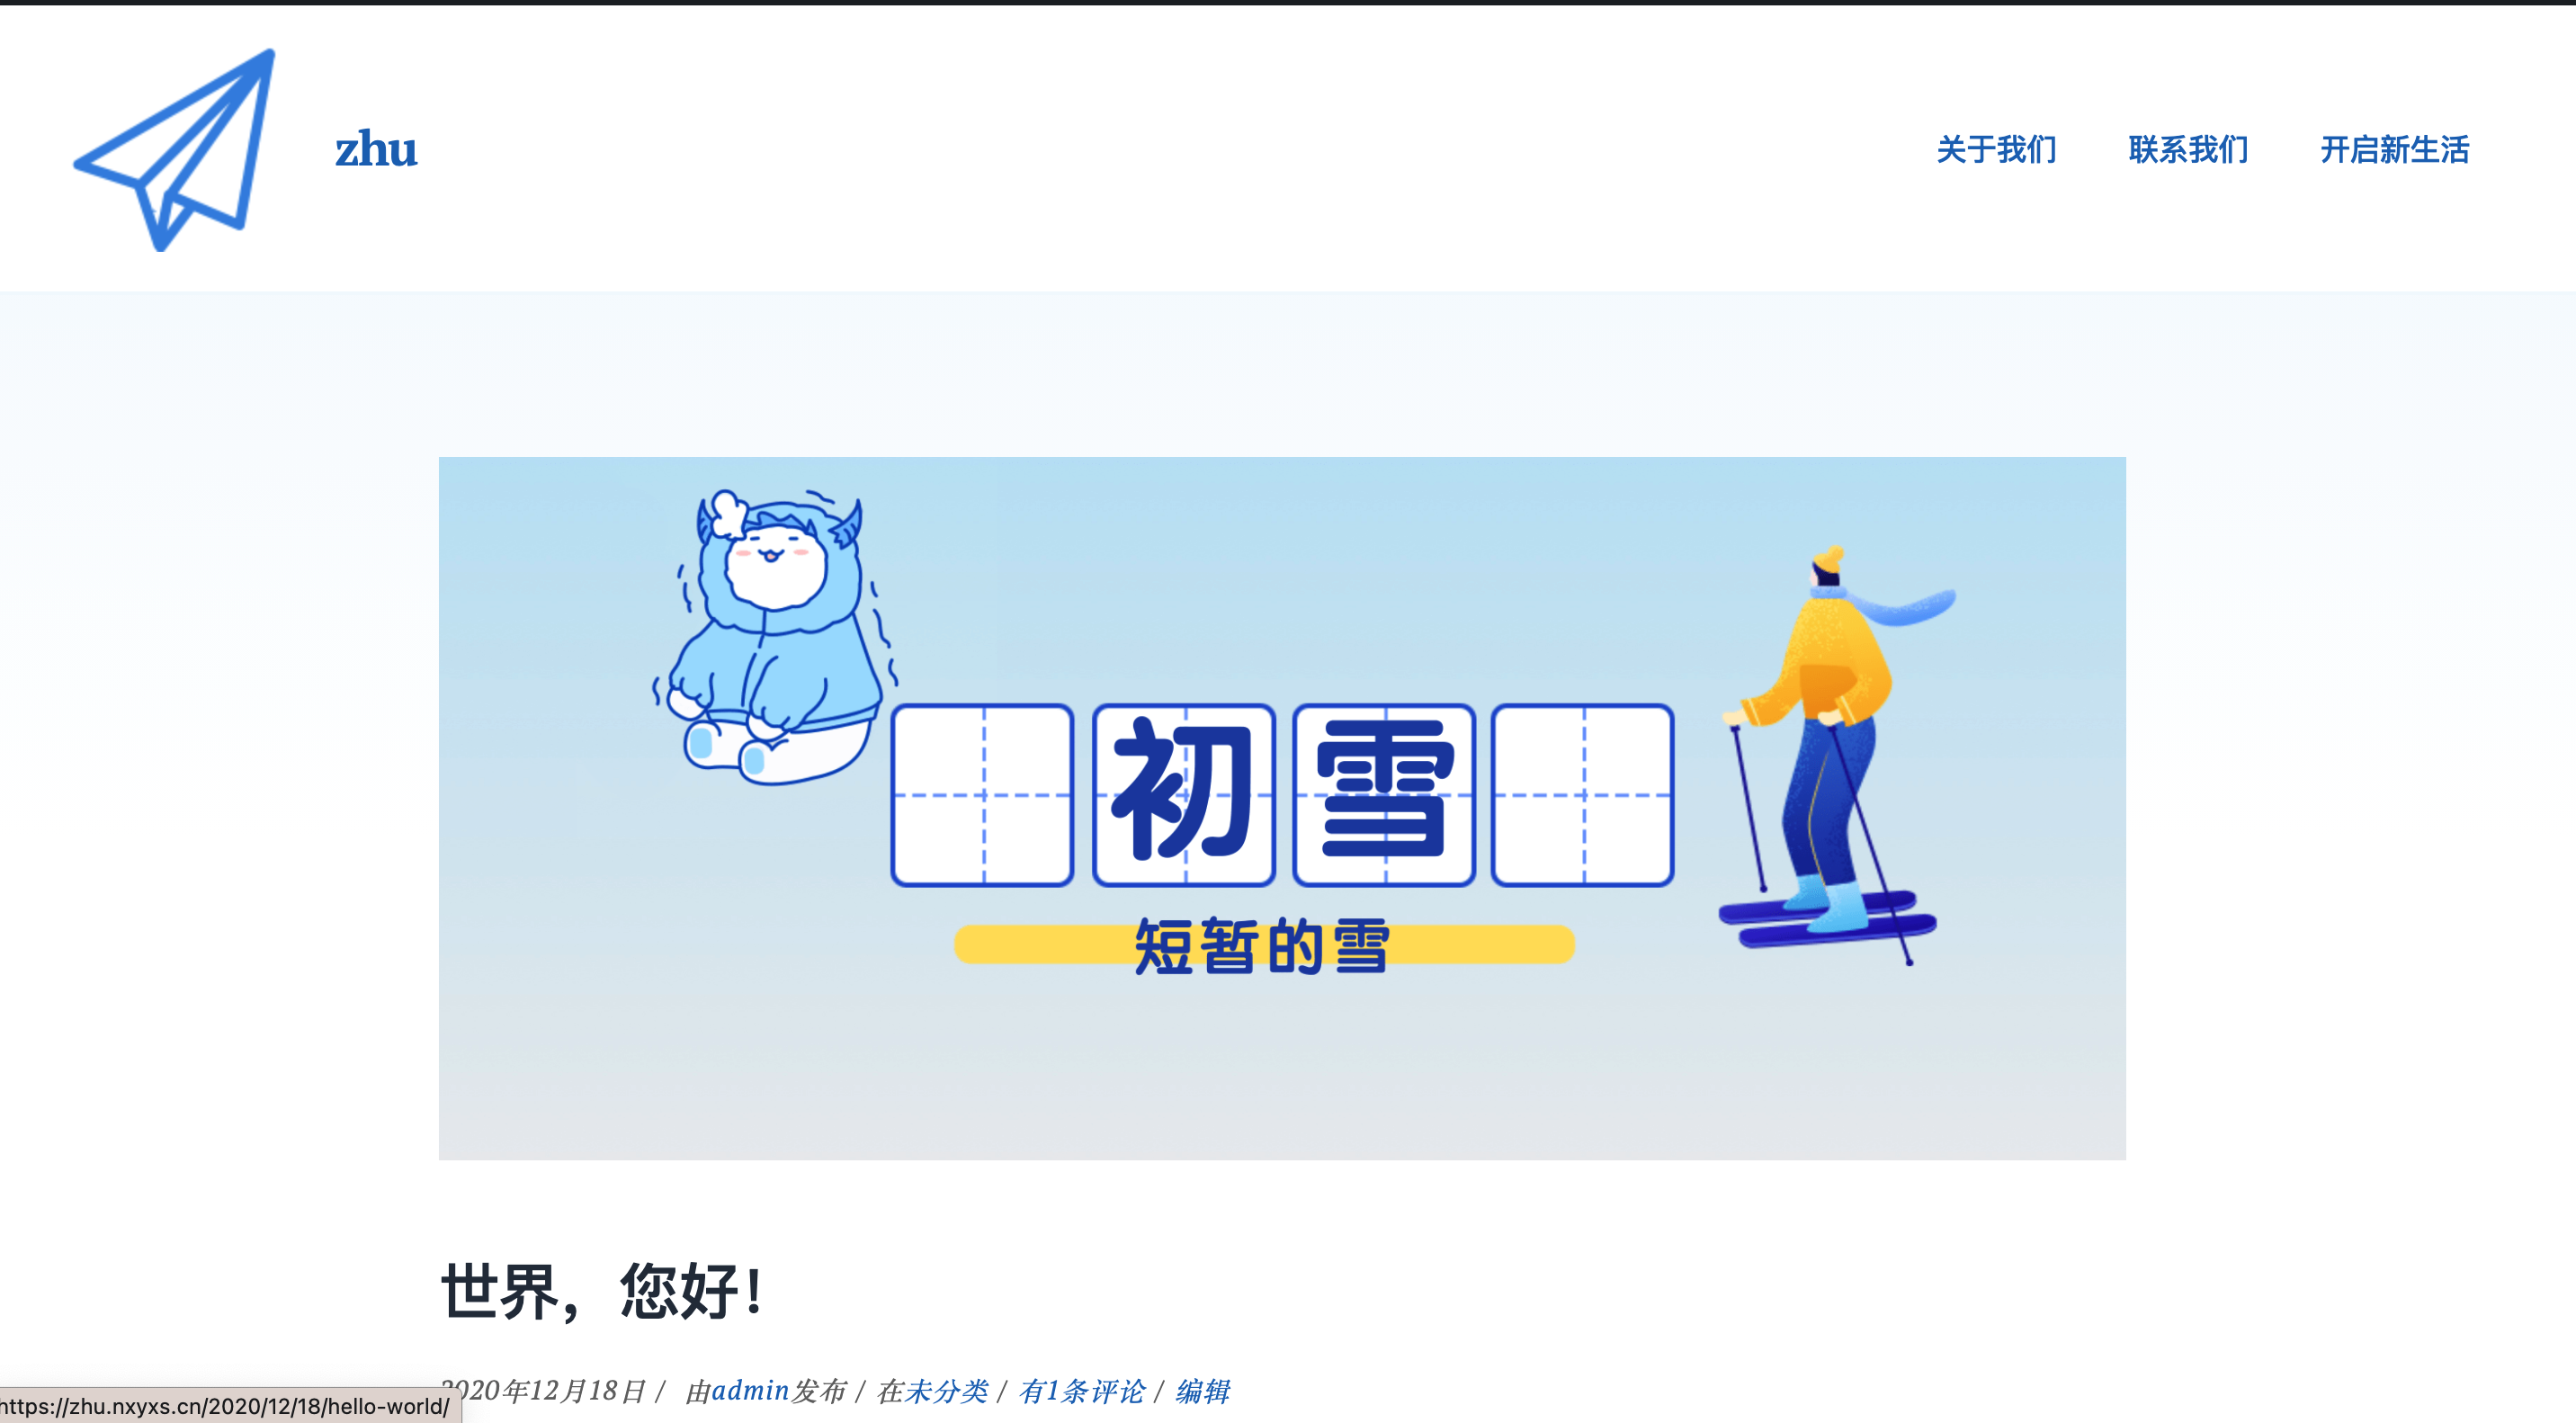 zhu
关于我们 联系我们 开启新生活
初雪
短暂的雪
世界，您好！
2020年12月18日 / 由admin发布 / 在未分类 / 有1条评论 / 编辑
https://zhu.nxyxs.cn/2020/12/18/hello-world/